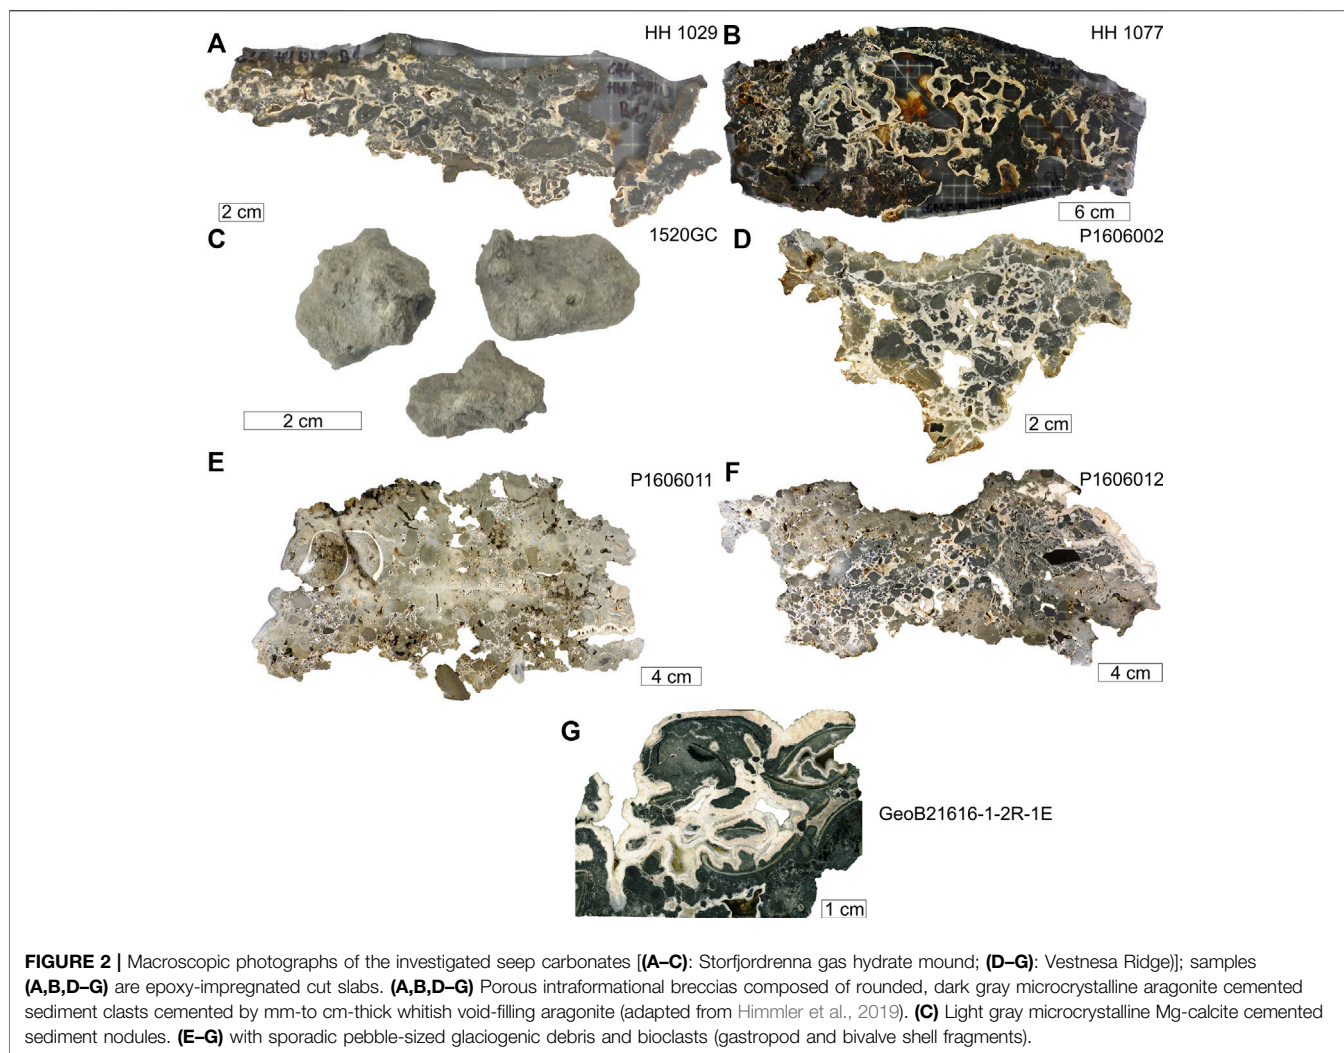 A
HH 1029
B
HH 1077
2 cm
6 cm
C
1520GC
D
P1606002
2 cm
2 cm
E
P1606011
F
P1606012
4 cm
4 cm
G
GeoB21616-1-2R-1E
1 cm
FIGURE 2 | Macroscopic photographs of the investigated seep carbonates [(A–C): Storfjordrenna gas hydrate mound; (D–G): Vestnesa Ridge)]; samples
(A,B,D–G) are epoxy-impregnated cut slabs. (A,B,D–G) Porous intraformational breccias composed of rounded, dark gray microcrystalline aragonite cemented
sediment clasts cemented by mm-to cm-thick whitish void-filling aragonite (adapted from Himmler et al., 2019). (C) Light gray microcrystalline Mg-calcite cemented
sediment nodules. (E–G) with sporadic pebble-sized glaciogenic debris and bioclasts (gastropod and bivalve shell fragments).